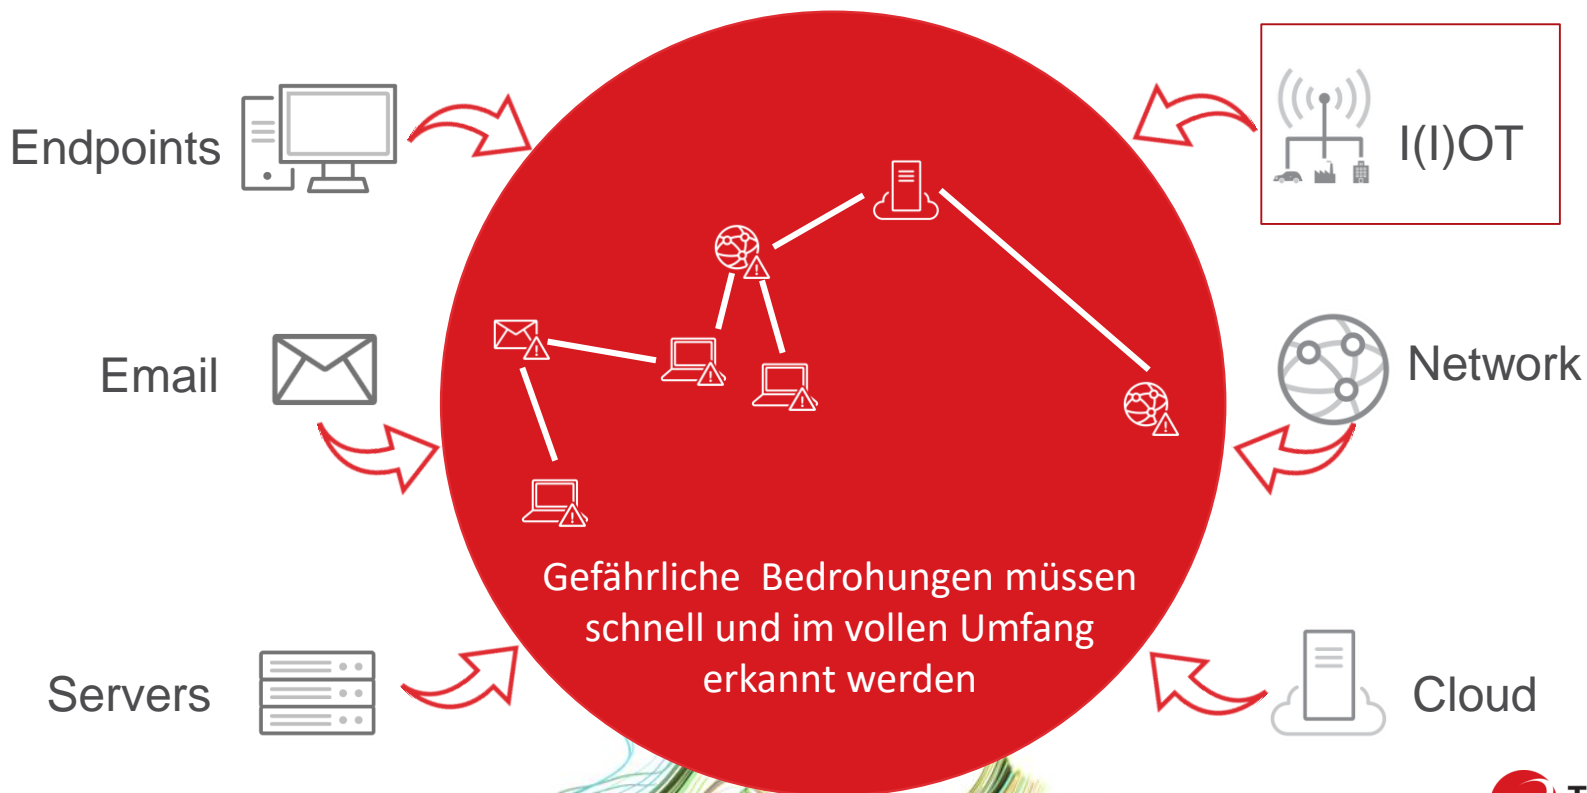 Endpoints
I(I)OT
Email
Network
Gefährliche Bedrohungen müssen
schnell und im vollen Umfang
erkannt werden
Servers
Cloud